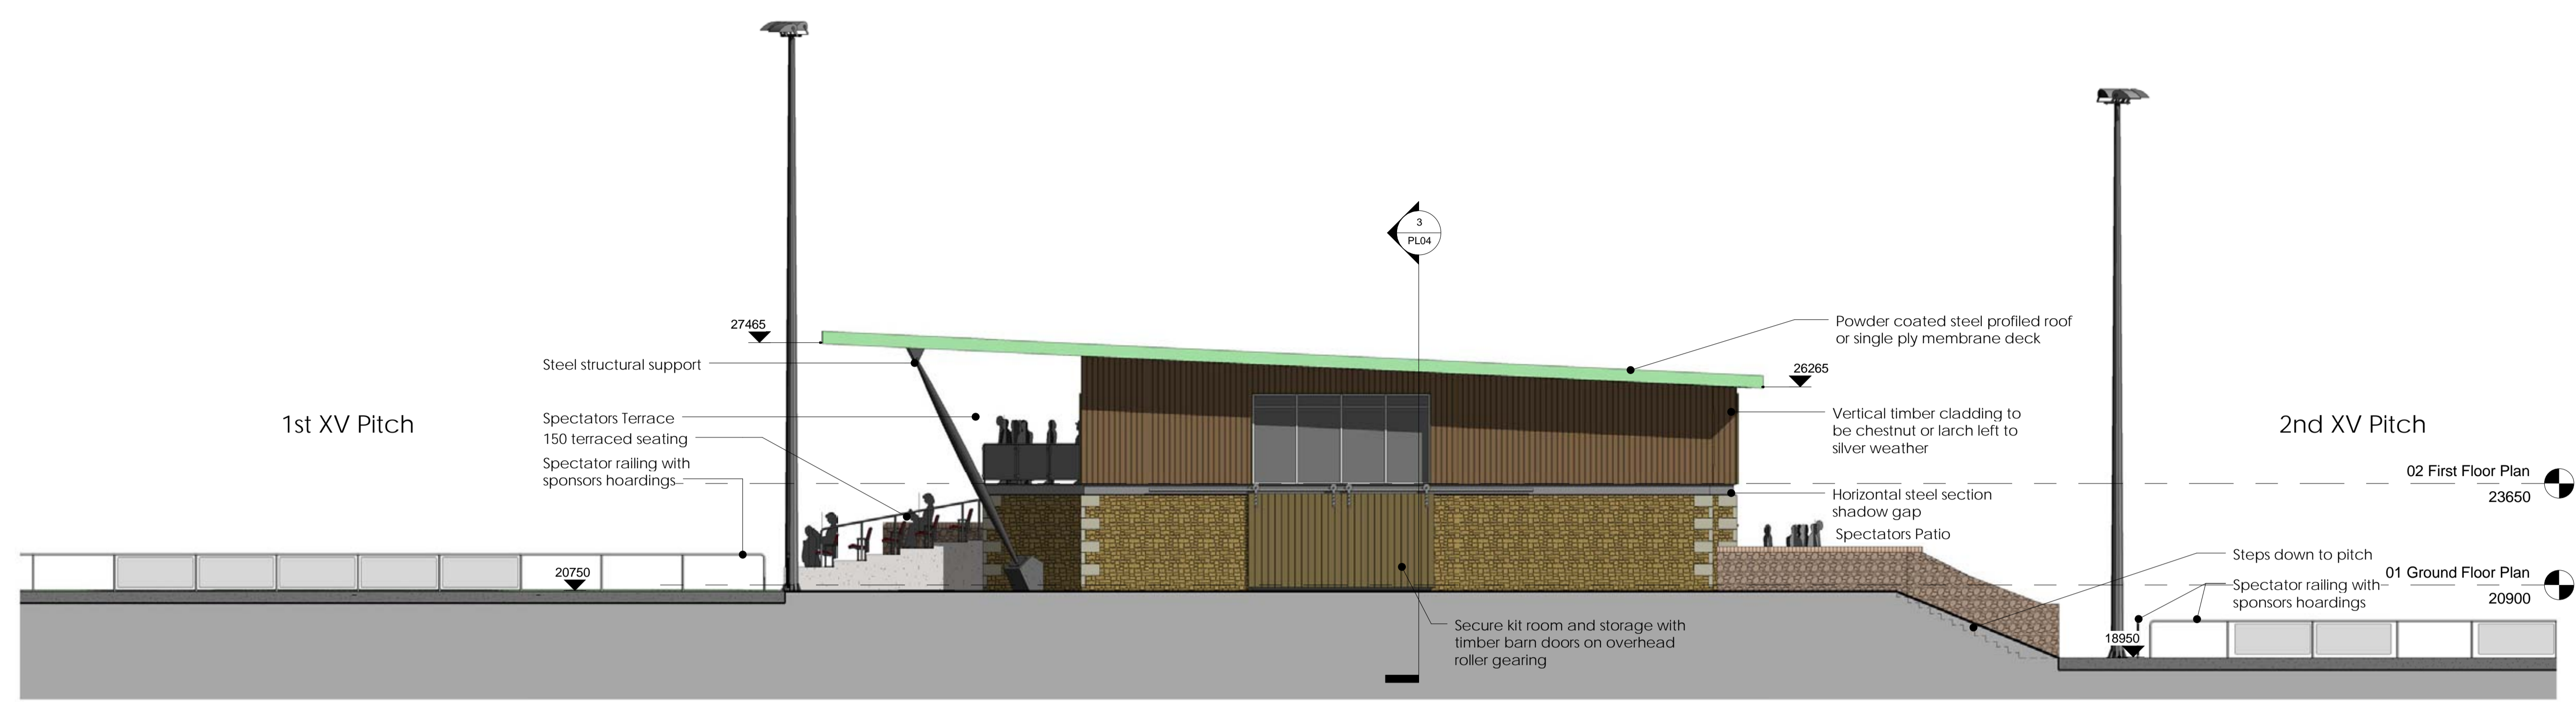 3
PL04
27465
Steel structural support
Spectators Terrace
150 terraced seating
Spectator railing with
sponsors hoardings
1st XV Pitch
20750
Powder coated steel profiled roof
or single ply membrane deck
26265
Vertical timber cladding to
be chestnut or larch left to
silver weather
2nd XV Pitch
02 First Floor Plan
23650
Horizontal steel section
shadow gap
Spectators Patio
Steps down to pitch
01 Ground Floor Plan
20900
Spectator railing with
sponsors hoardings
18950
Secure kit room and storage with
timber barn doors on overhead
roller gearing